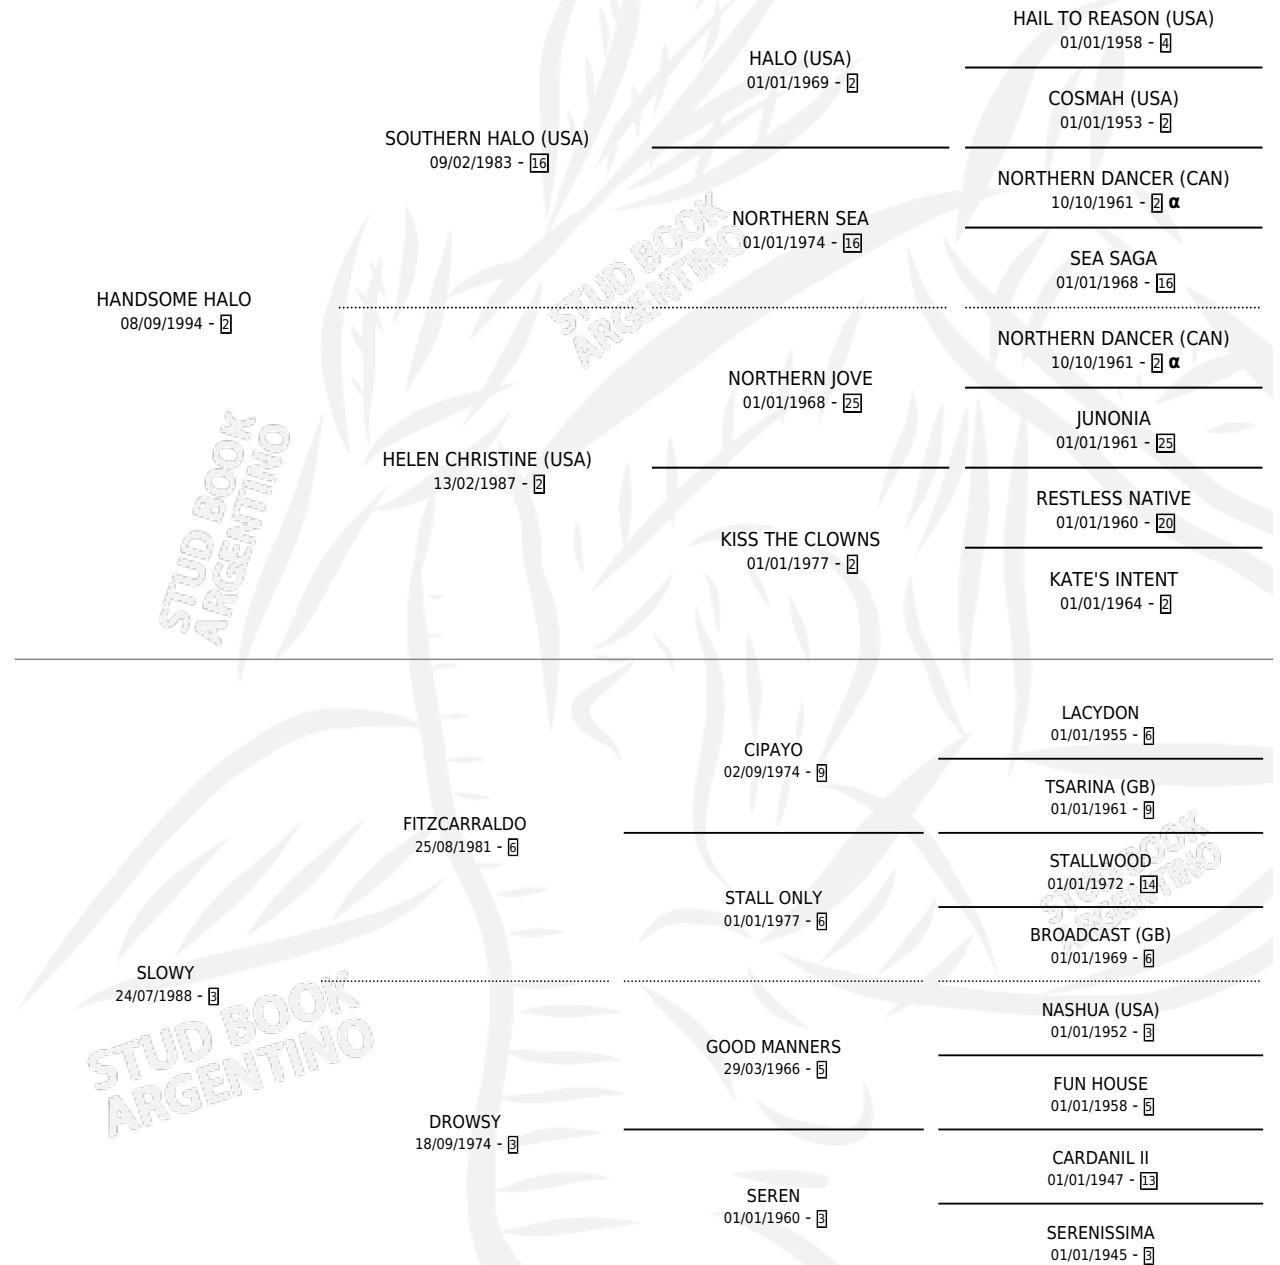 HAIL TO REASON (USA)
01/01/1958 - 4
HALO (USA)
01/01/1969 - 2
COSMAH (USA)
01/01/1953 - 2
SOUTHERN HALO (USA)
09/02/1983 - 16
NORTHERN DANCER (CAN)
10/10/1961 - 2 α
NORTHERN SEA
01/01/1974 - 16
SEA SAGA
01/01/1968 - 16
HANDSOME HALO
08/09/1994 - 2
NORTHERN DANCER (CAN)
10/10/1961 - 2 α
NORTHERN JOVE
01/01/1968 - 25
JUNONIA
01/01/1961 - 25
HELEN CHRISTINE (USA)
13/02/1987 - 2
RESTLESS NATIVE
01/01/1960 - 20
KISS THE CLOWNS
01/01/1977 - 2
KATE'S INTENT
01/01/1964 - 2
LACYDON
01/01/1955 - 6
CIPAYO
02/09/1974 - 9
TSARINA (GB)
01/01/1961 - 9
FITZCARRALDO
25/08/1981 - 6
STALLWOOD
01/01/1972 - 14
STALL ONLY
01/01/1977 - 6
BROADCAST (GB)
01/01/1969 - 6
SLOWY
24/07/1988 - 3
NASHUA (USA)
01/01/1952 - 3
GOOD MANNERS
29/03/1966 - 5
FUN HOUSE
01/01/1958 - 5
DROWSY
18/09/1974 - 3
CARDANIL II
01/01/1947 - 13
SEREN
01/01/1960 - 3
SERENISSIMA
01/01/1945 - 3
STUD BOOK
ARGENTINO
STUD BOOK
ARGENTINO
STUD BOOK
ARGENTINO
STUD BOOK
ARGENTINO